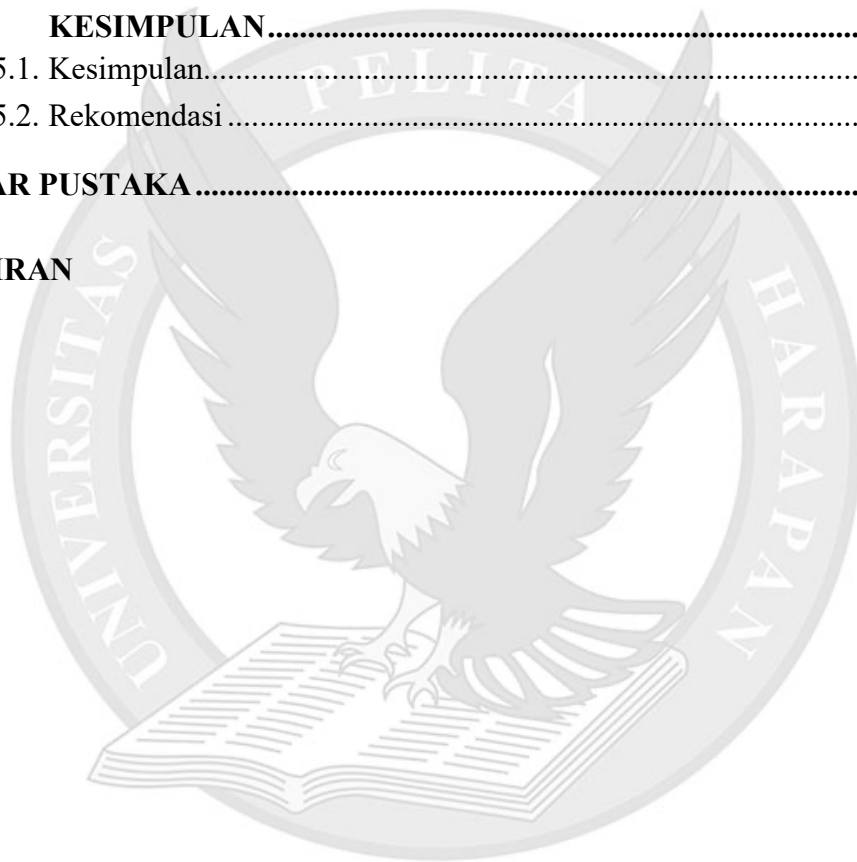 KESIMPULAN................................................................................
5.1. Kesimpulan................................................................................
5.2. Rekomendasi................................................................................
AR PUSTAKA................................................................................
IRAN
UNIVERSITAS PELITA HARAPAN